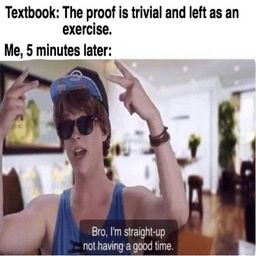 Textbook: The proof is trivial and left as an
exercise.
Me, 5 minutes later:
Bro, I'm straight-up
not having a good time.